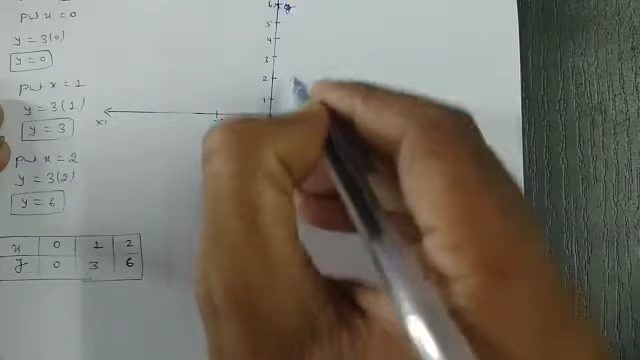 put x = 0
y = 3(0)
y = 0
put x = 1
y = 3(1)
y = 3
put x = 2
y = 3(2)
y = 6
x 0 1 2
y 0 3 6
6 y
5
4
3
2
1
x'